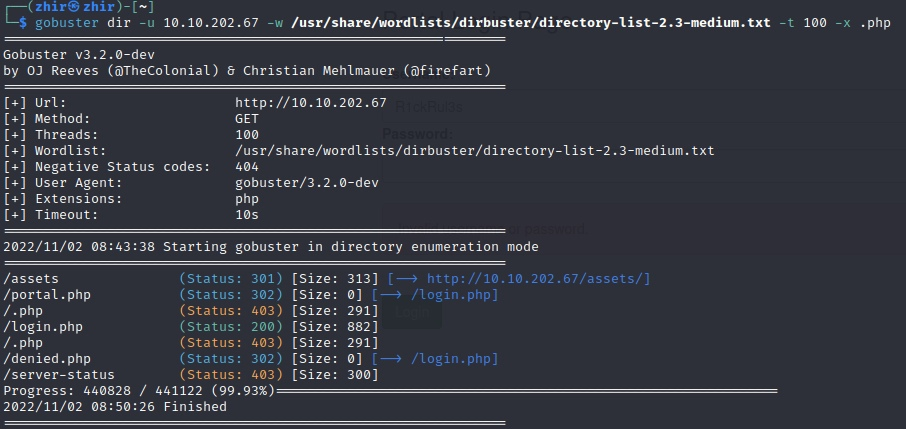 ┌──(zhir㉿zhir)-[~]
└─$ gobuster dir -u 10.10.202.67 -w /usr/share/wordlists/dirbuster/directory-list-2.3-medium.txt -t 100 -x .php
===============================================================
Gobuster v3.2.0-dev
by OJ Reeves (@TheColonial) & Christian Mehlmauer (@firefart)
===============================================================
[+] Url: http://10.10.202.67
[+] Method: GET
[+] Threads: 100
[+] Wordlist: /usr/share/wordlists/dirbuster/directory-list-2.3-medium.txt
[+] Negative Status codes: 404
[+] User Agent: gobuster/3.2.0-dev
[+] Extensions: php
[+] Timeout: 10s
===============================================================
2022/11/02 08:43:38 Starting gobuster in directory enumeration mode
===============================================================
/assets (Status: 301) [Size: 313] [--> http://10.10.202.67/assets/]
/portal.php (Status: 302) [Size: 0] [--> /login.php]
/.php (Status: 403) [Size: 291]
/login.php (Status: 200) [Size: 882]
/.php (Status: 403) [Size: 291]
/denied.php (Status: 302) [Size: 0] [--> /login.php]
/server-status (Status: 403) [Size: 300]
Progress: 440828 / 441122 (99.93%)===============================================================
2022/11/02 08:50:26 Finished
===============================================================
R1ckRul3s
Password:
password
Login